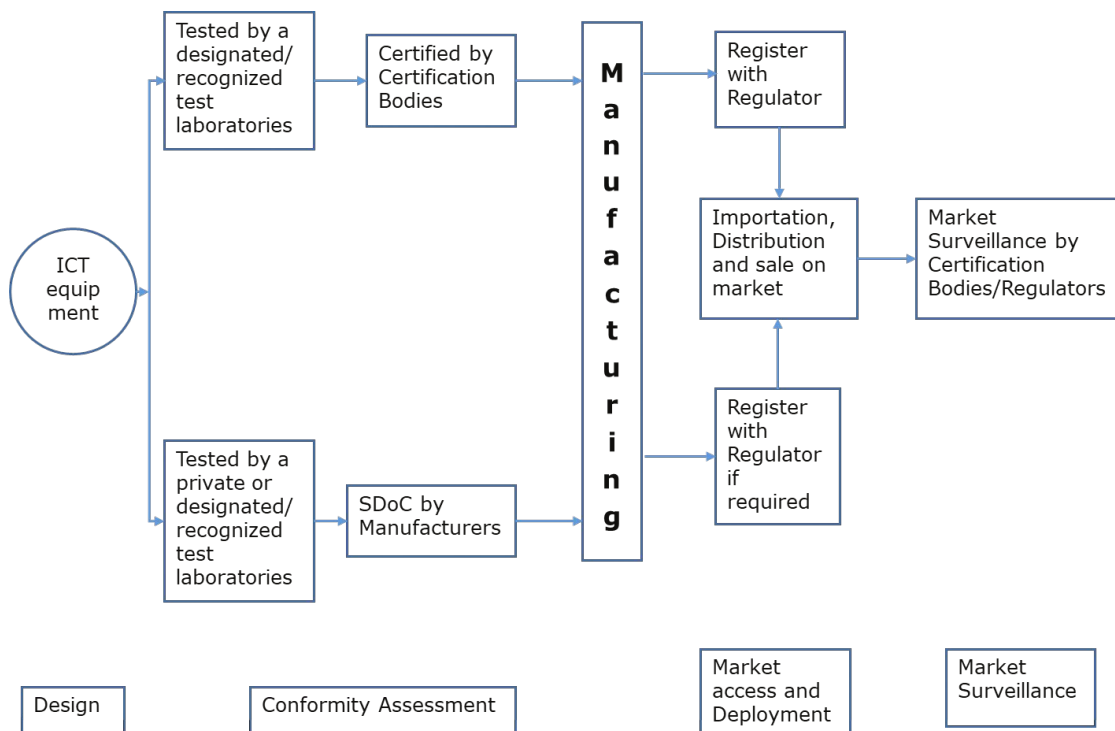 Tested by a
designated/
recognized
test
laboratories
Certified by
Certification
Bodies
Manufacturing
Register
with
Regulator
ICT
equip
ment
Importation,
Distribution
and sale on
market
Market
Surveillance by
Certification
Bodies/Regulators
Tested by a
private or
designated/
recognized
test
laboratories
SDoC by
Manufacturers
Register
with
Regulator
if
required
Design
Conformity Assessment
Market
access and
Deployment
Market
Surveillance